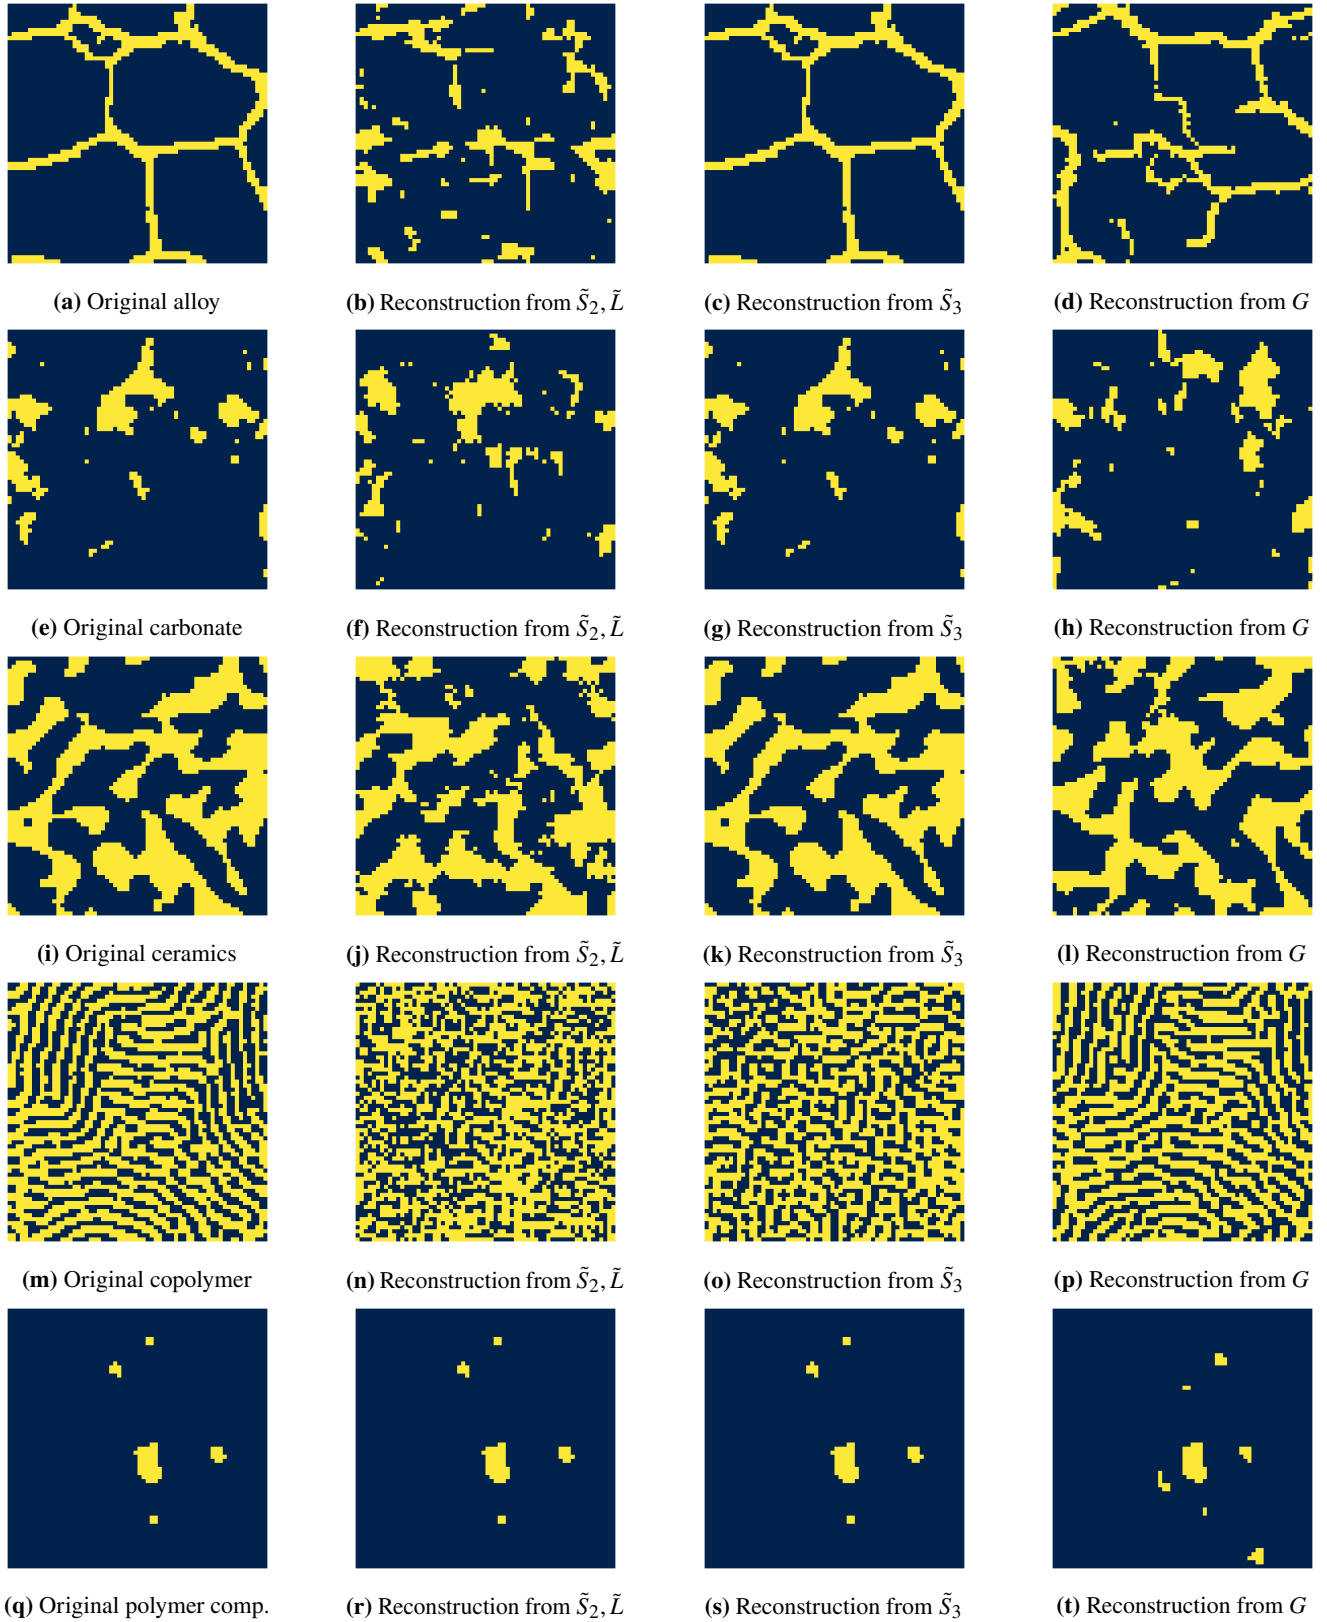 (a) Original alloy
(b) Reconstruction from S̃₂, L̃
(c) Reconstruction from S̃₃
(d) Reconstruction from G
(e) Original carbonate
(f) Reconstruction from S̃₂, L̃
(g) Reconstruction from S̃₃
(h) Reconstruction from G
(i) Original ceramics
(j) Reconstruction from S̃₂, L̃
(k) Reconstruction from S̃₃
(l) Reconstruction from G
(m) Original copolymer
(n) Reconstruction from S̃₂, L̃
(o) Reconstruction from S̃₃
(p) Reconstruction from G
(q) Original polymer comp.
(r) Reconstruction from S̃₂, L̃
(s) Reconstruction from S̃₃
(t) Reconstruction from G